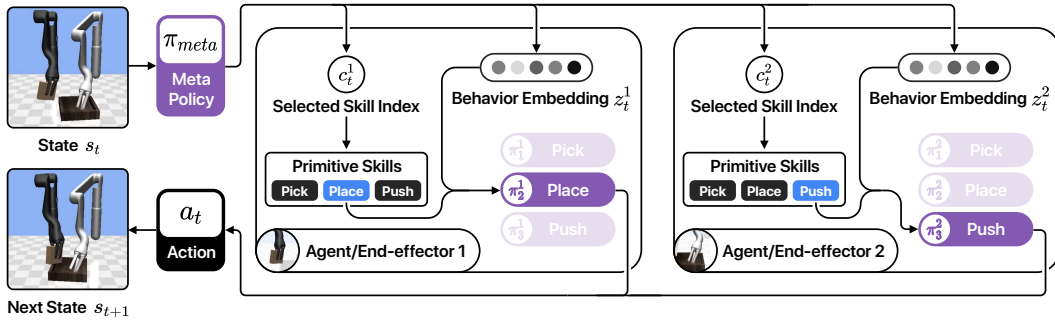 π_meta
Meta
Policy
State s_t
c_t^1
Selected Skill Index
Behavior Embedding z_t^1
Primitive Skills
Pick Place Push
π_1^1 Pick
π_2^1 Place
π_3^1 Push
Agent/End-effector 1
c_t^2
Selected Skill Index
Behavior Embedding z_t^2
Primitive Skills
Pick Place Push
π_1^2 Pick
π_2^2 Place
π_3^2 Push
Agent/End-effector 2
a_t
Action
Next State s_{t+1}